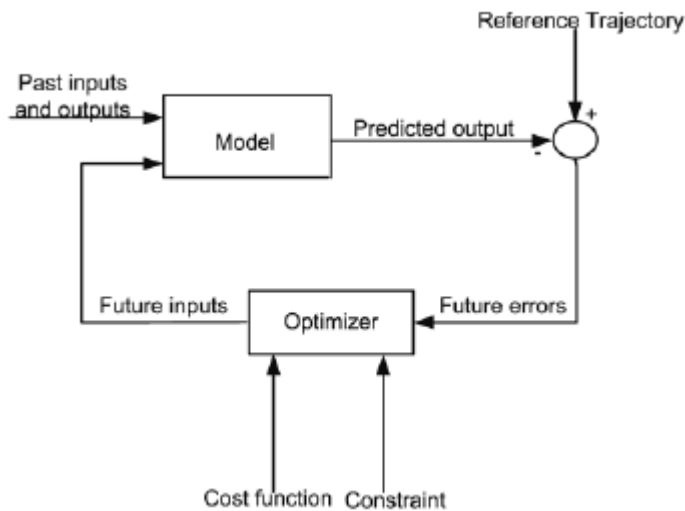 Reference Trajectory
Past inputs
and outputs
+
Model
Predicted output
-
Future inputs
Optimizer
Future errors
Cost function
Constraint